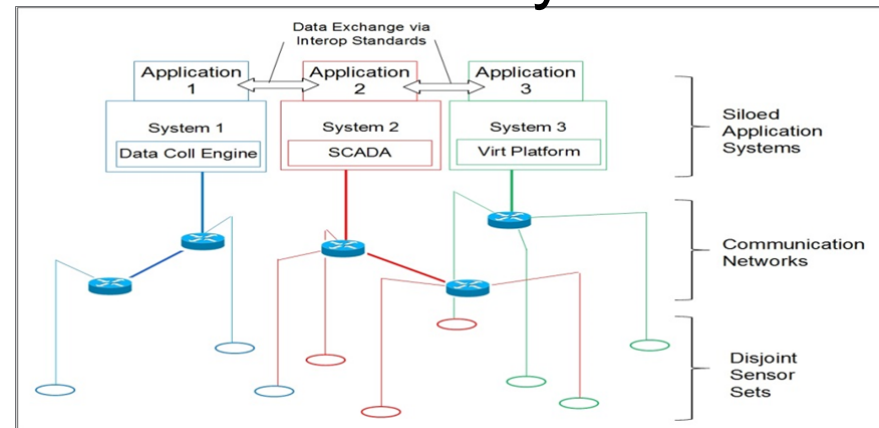 Data Exchange via
Interop Standards
Application
1
Application
2
Application
3
System 1
Data Coll Engine
System 2
SCADA
System 3
Virt Platform
Siloed
Application
Systems
Communication
Networks
Disjoint
Sensor
Sets